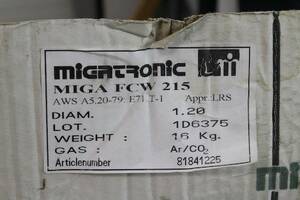 migatronic
MIGA FCW 215
AWS A5.20-79: E71 T-1 Appr.LRS
DIAM. : 1.20
LOT. : 1D6375
WEIGHT : 16 Kg.
GAS : Ar/CO2
Articlenumber 81841225
mi